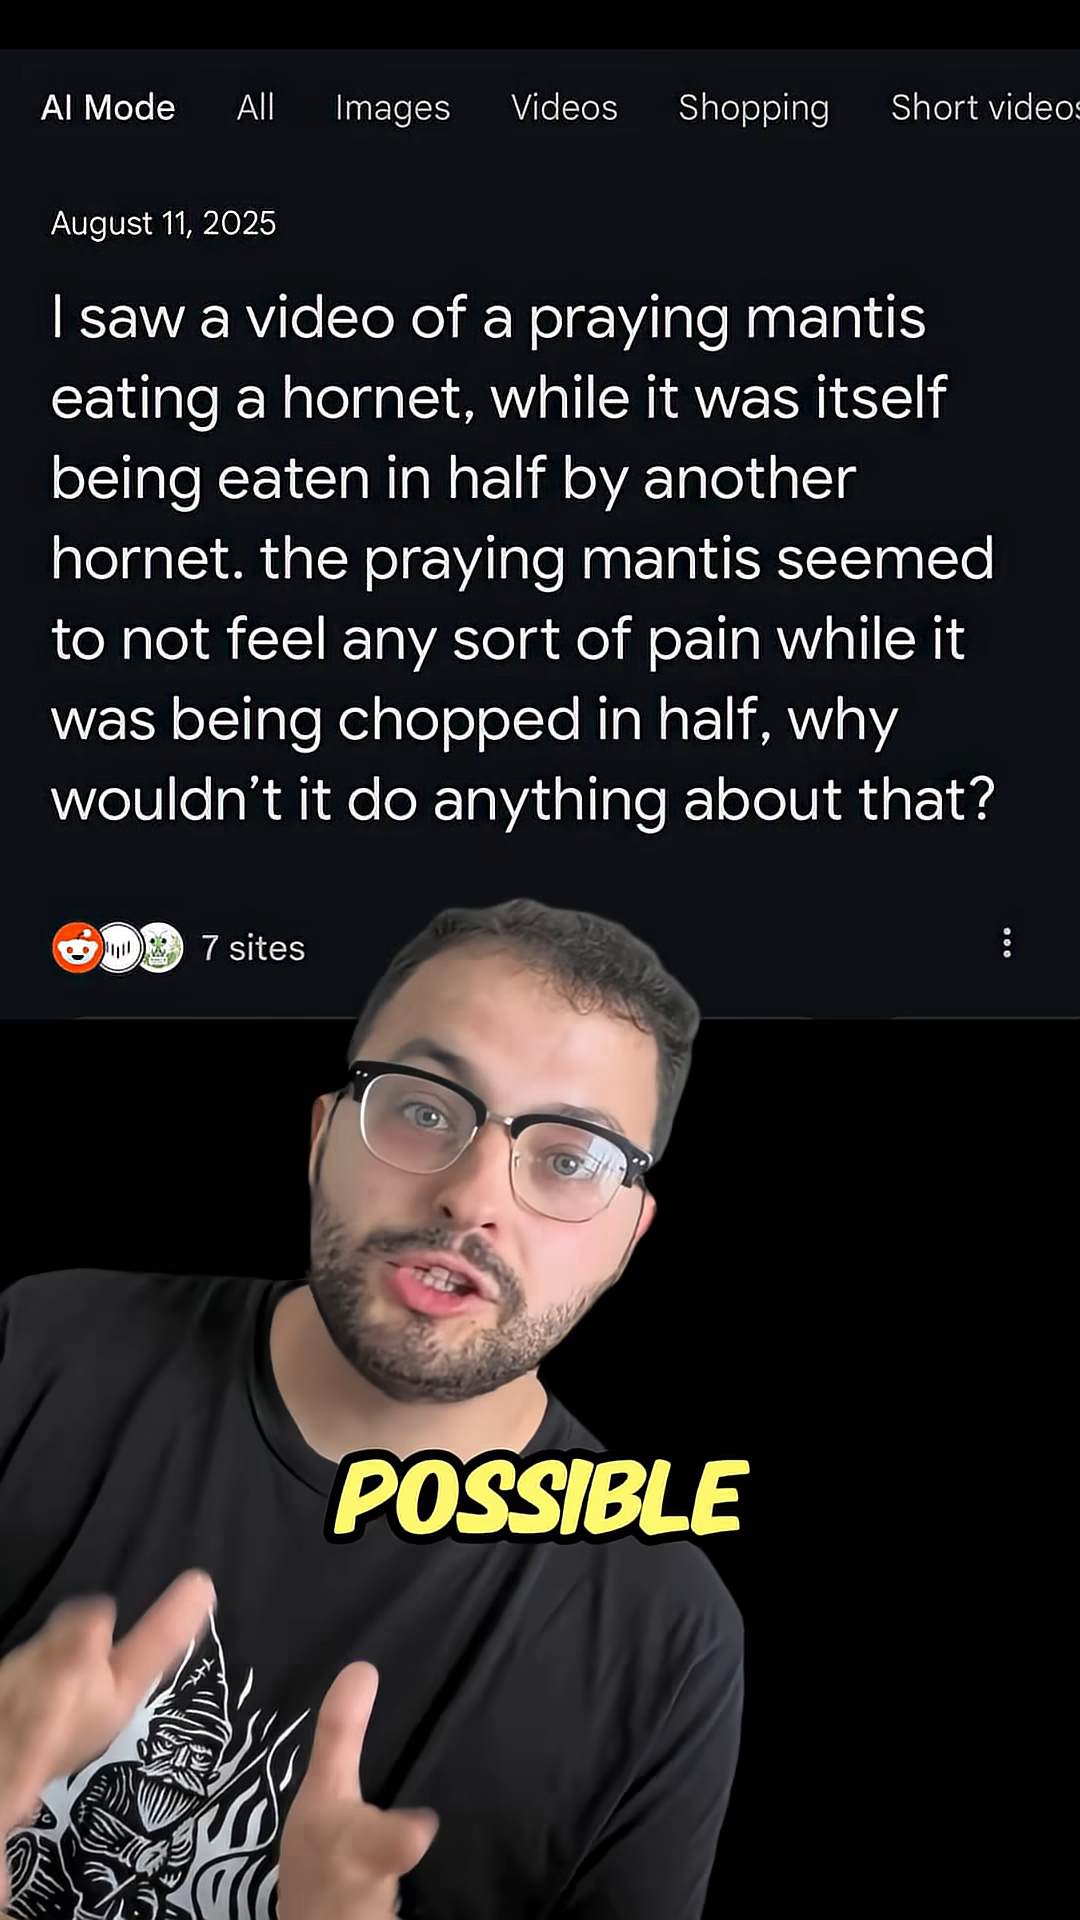 AI Mode All Images Videos Shopping Short videos
August 11, 2025
I saw a video of a praying mantis
eating a hornet, while it was itself
being eaten in half by another
hornet. the praying mantis seemed
to not feel any sort of pain while it
was being chopped in half, why
wouldn't it do anything about that?
7 sites
POSSIBLE